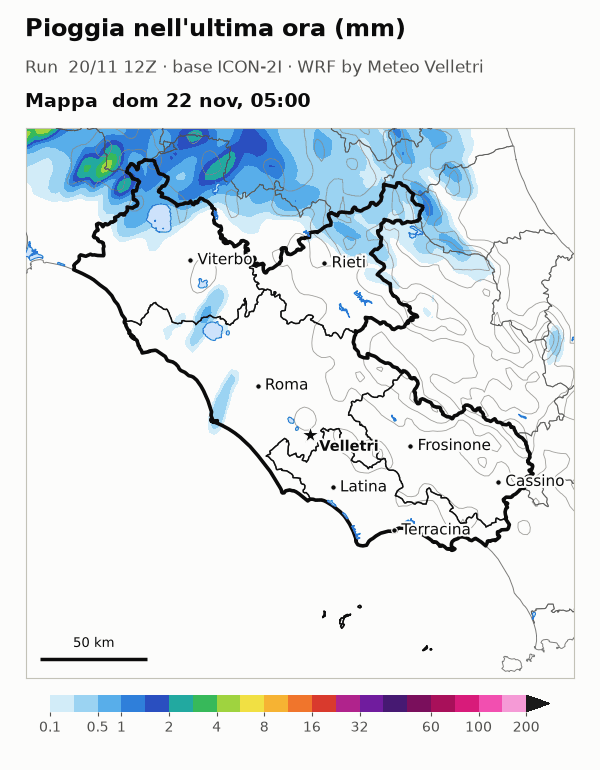 Pioggia nell'ultima ora (mm)
Run 20/11 12Z · base ICON-2I · WRF by Meteo Velletri
Mappa dom 22 nov, 05:00
Viterbo
Rieti
Roma
Velletri
Frosinone
Latina
Cassino
Terracina
50 km
0.1 0.5 1 2 4 8 16 32 60 100 200